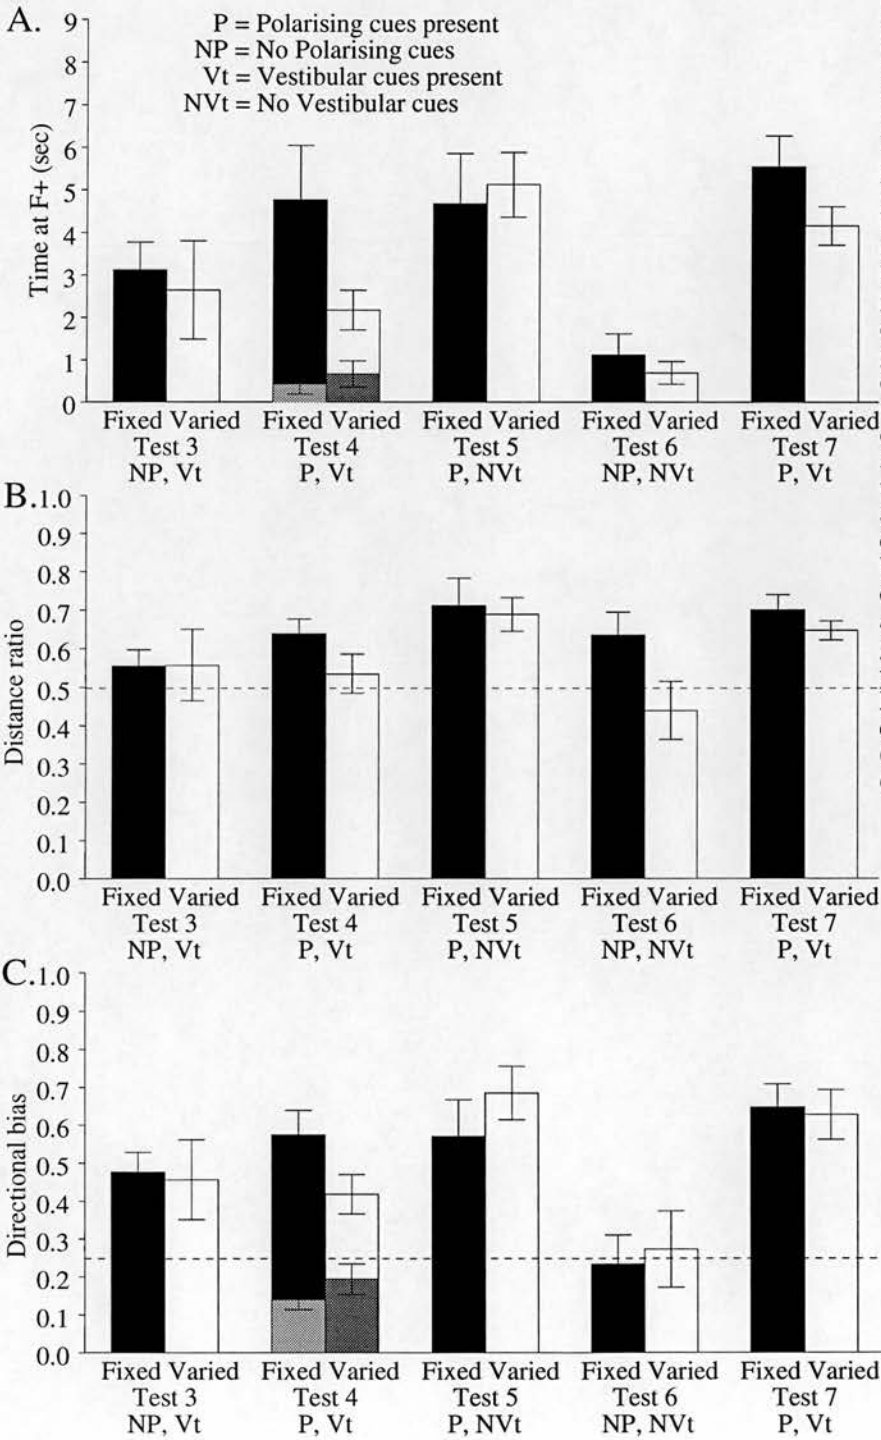 A.
P = Polarising cues present
NP = No Polarising cues
Vt = Vestibular cues present
NVt = No Vestibular cues
9
8
7
6
5
4
3
2
1
0
Time at F+ (sec)
Fixed Varied Fixed Varied Fixed Varied Fixed Varied Fixed Varied
Test 3 Test 4 Test 5 Test 6 Test 7
NP, Vt P, Vt P, NVt NP, NVt P, Vt
B.
1.0
0.9
0.8
0.7
0.6
0.5
0.4
0.3
0.2
0.1
0.0
Distance ratio
Fixed Varied Fixed Varied Fixed Varied Fixed Varied Fixed Varied
Test 3 Test 4 Test 5 Test 6 Test 7
NP, Vt P, Vt P, NVt NP, NVt P, Vt
C.
1.0
0.9
0.8
0.7
0.6
0.5
0.4
0.3
0.2
0.1
0.0
Directional bias
Fixed Varied Fixed Varied Fixed Varied Fixed Varied Fixed Varied
Test 3 Test 4 Test 5 Test 6 Test 7
NP, Vt P, Vt P, NVt NP, NVt P, Vt